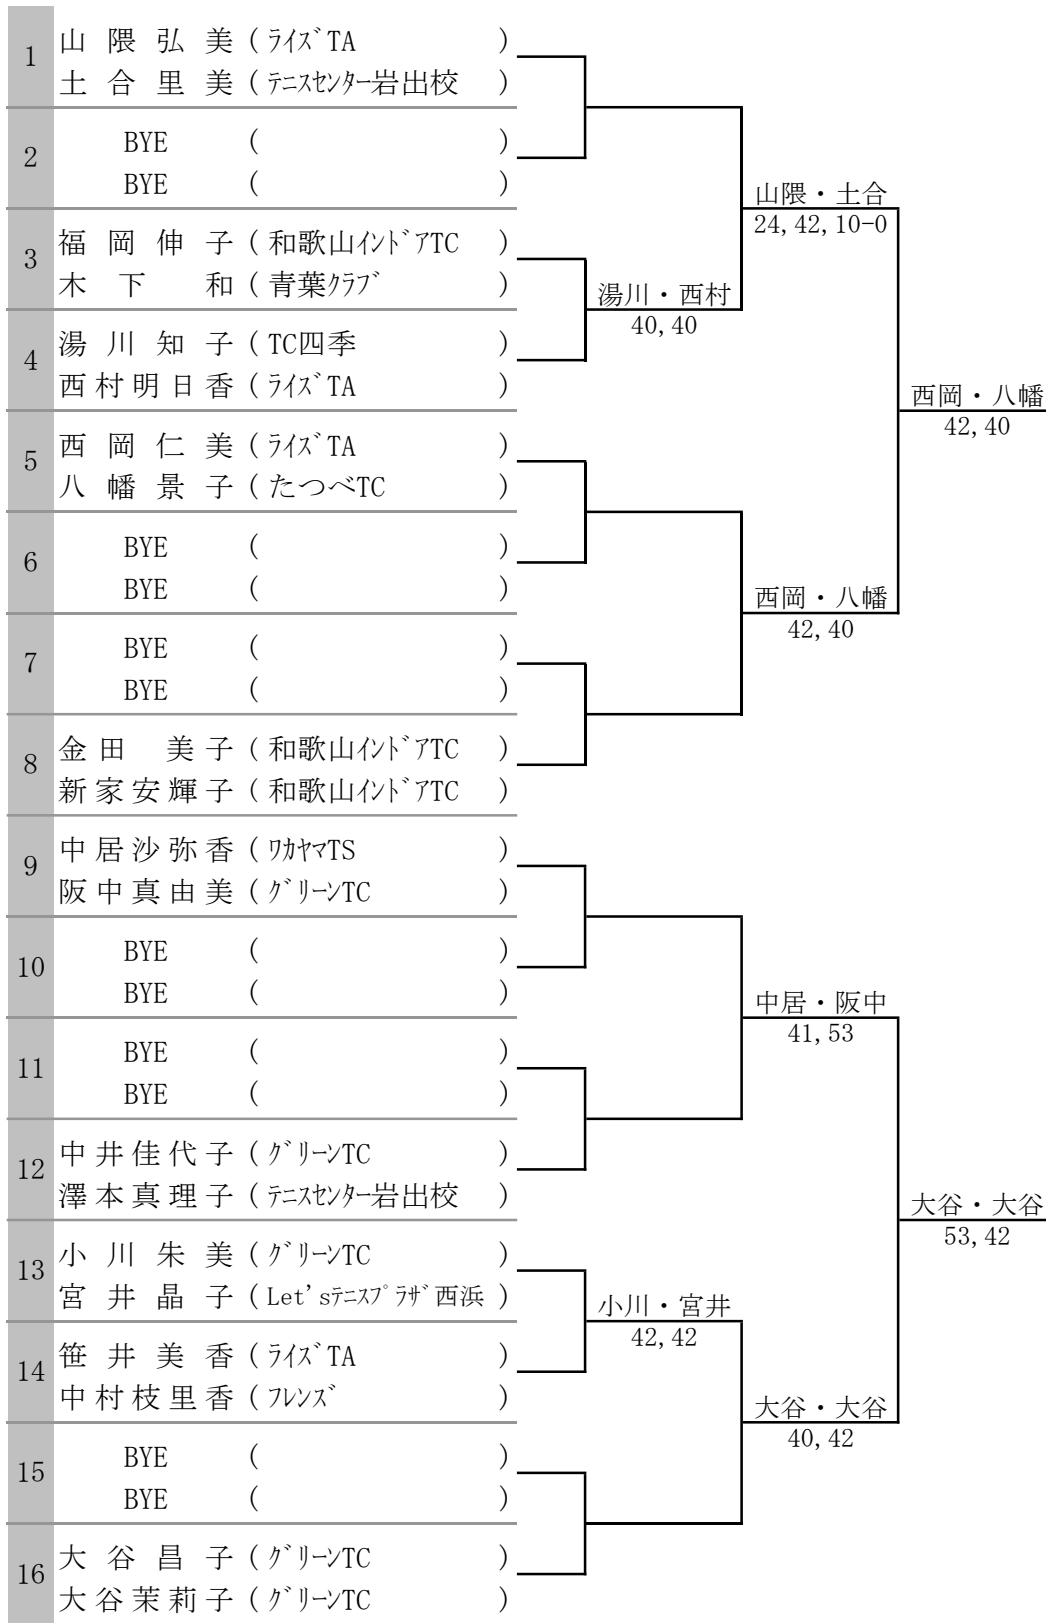 1 山隈弘美 (ﾗｲｽﾞTA )
土合里美 (ﾃﾆｽｾﾝﾀｰ岩出校 )
2 BYE ( )
BYE ( )
山隈・土合
24,42,10-0
3 福岡伸子 (和歌山ｲﾝﾄﾞｱTC )
木下 和 (青葉ｸﾗﾌﾞ )
湯川・西村
40,40
4 湯川知子 (TC四季 )
西村明日香 (ﾗｲｽﾞTA )
西岡・八幡
42,40
5 西岡仁美 (ﾗｲｽﾞTA )
八幡景子 (たつべTC )
6 BYE ( )
BYE ( )
西岡・八幡
42,40
7 BYE ( )
BYE ( )
8 金田 美子 (和歌山ｲﾝﾄﾞｱTC )
新家安輝子 (和歌山ｲﾝﾄﾞｱTC )
9 中居沙弥香 (ﾜｶﾔﾏTS )
阪中真由美 (ｸﾞﾘｰﾝTC )
10 BYE ( )
BYE ( )
中居・阪中
41,53
11 BYE ( )
BYE ( )
12 中井佳代子 (ｸﾞﾘｰﾝTC )
澤本真理子 (ﾃﾆｽｾﾝﾀｰ岩出校 )
大谷・大谷
53,42
13 小川朱美 (ｸﾞﾘｰﾝTC )
宮井晶子 (Let'sﾃﾆｽﾌﾟﾗｻﾞ西浜 )
小川・宮井
42,42
14 笹井美香 (ﾗｲｽﾞTA )
中村枝里香 (ﾌﾚﾝｽﾞ )
大谷・大谷
40,42
15 BYE ( )
BYE ( )
16 大谷昌子 (ｸﾞﾘｰﾝTC )
大谷茉莉子 (ｸﾞﾘｰﾝTC )